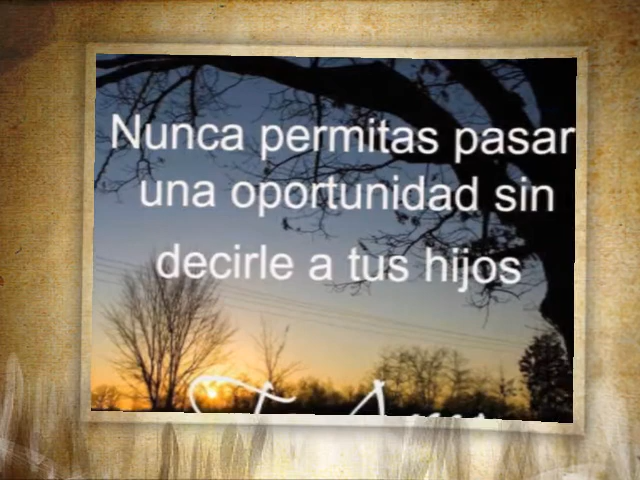 Nunca permitas pasar
una oportunidad sin
decirle a tus hijos